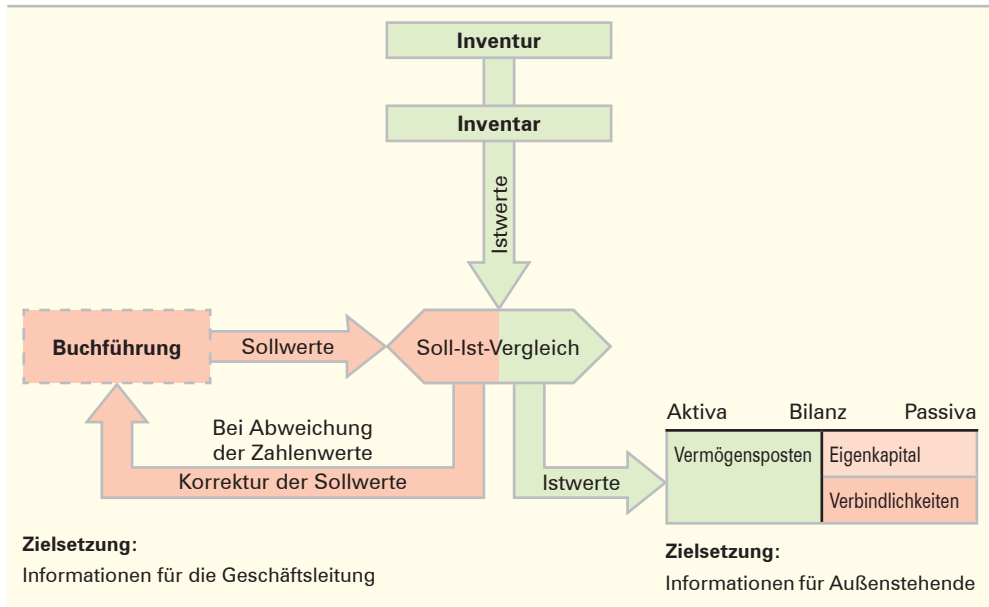 Inventur
Inventar
Istwerte
Buchführung
Sollwerte
Soll-Ist-Vergleich
Bei Abweichung
der Zahlenwerte
Korrektur der Sollwerte
Istwerte
Aktiva Bilanz Passiva
Vermögensposten Eigenkapital
Verbindlichkeiten
Zielsetzung:
Informationen für die Geschäftsleitung
Zielsetzung:
Informationen für Außenstehende